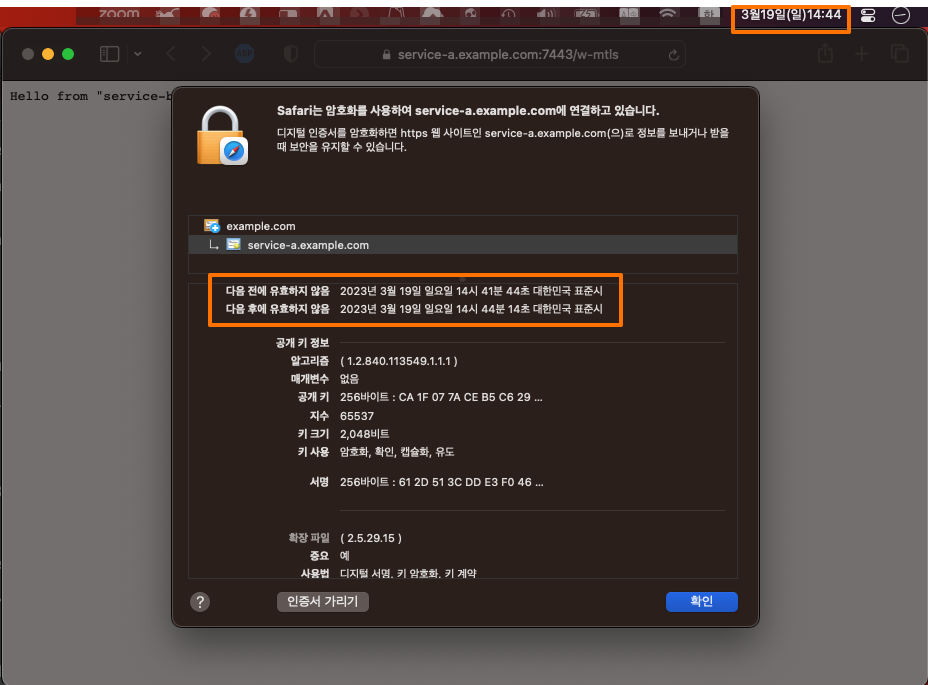 zoom
3월19일(일)14:44
service-a.example.com:7443/w-mtls
Hello from "service-b
Safari는 암호화를 사용하여 service-a.example.com에 연결하고 있습니다.
디지털 인증서를 암호화하면 https 웹 사이트인 service-a.example.com(으)로 정보를 보내거나 받을
때 보안을 유지할 수 있습니다.
example.com
service-a.example.com
다음 전에 유효하지 않음 2023년 3월 19일 일요일 14시 41분 44초 대한민국 표준시
다음 후에 유효하지 않음 2023년 3월 19일 일요일 14시 44분 14초 대한민국 표준시
공개 키 정보
알고리즘 ( 1.2.840.113549.1.1.1 )
매개변수 없음
공개 키 256바이트 : CA 1F 07 7A CE B5 C6 29 ...
지수 65537
키 크기 2,048비트
키 사용 암호화, 확인, 캡슐화, 유도
서명 256바이트 : 61 2D 51 3C DD E3 F0 46 ...
확장 파일 ( 2.5.29.15 )
중요 예
사용법 디지털 서명, 키 암호화, 키 계약
?
인증서 가리기
확인